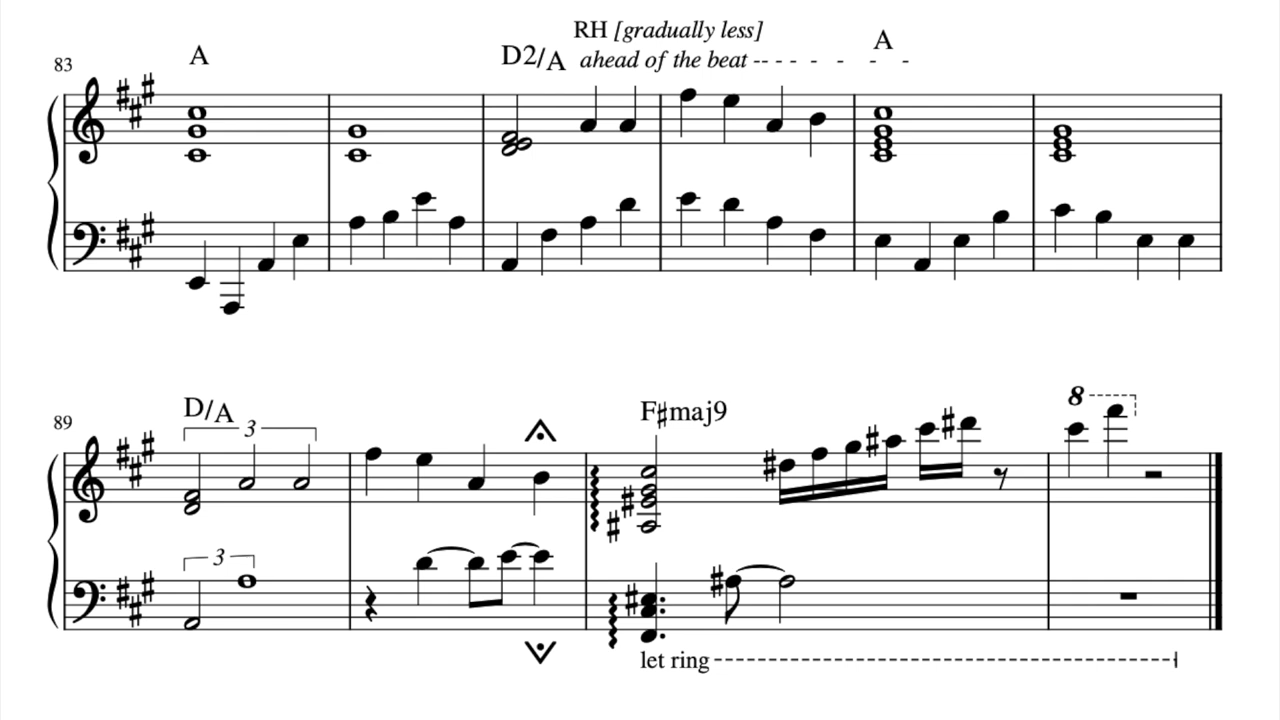 RH [gradually less]
83 A D2/A ahead of the beat A
89 D/A 3 F♯maj9 8
3
let ring